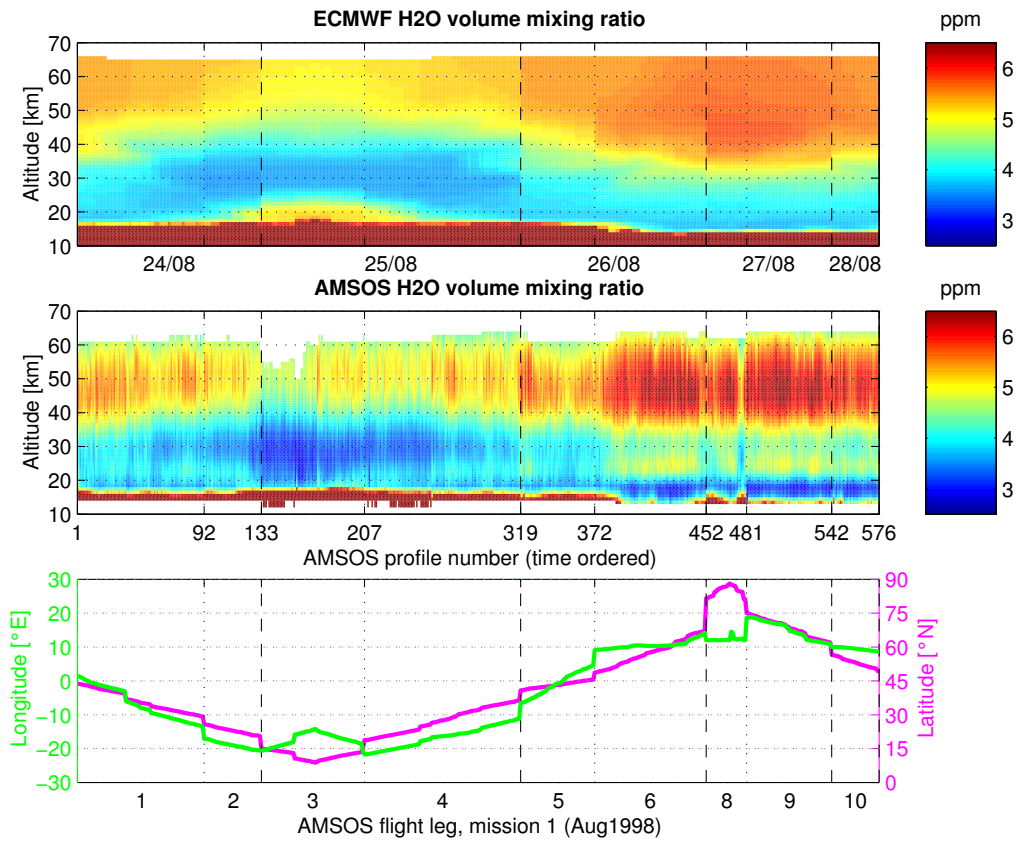 ECMWF H2O volume mixing ratio
ppm
70
60
50
40
30
20
10
Altitude [km]
24/08 25/08 26/08 27/08 28/08
6
5
4
3
AMSOS H2O volume mixing ratio
ppm
70
60
50
40
30
20
10
Altitude [km]
1 92 133 207 319 372 452 481 542 576
AMSOS profile number (time ordered)
6
5
4
3
30
20
10
0
−10
−20
−30
Longitude [°E]
90
75
60
45
30
15
0
Latitude [°N]
1 2 3 4 5 6 8 9 10
AMSOS flight leg, mission 1 (Aug1998)